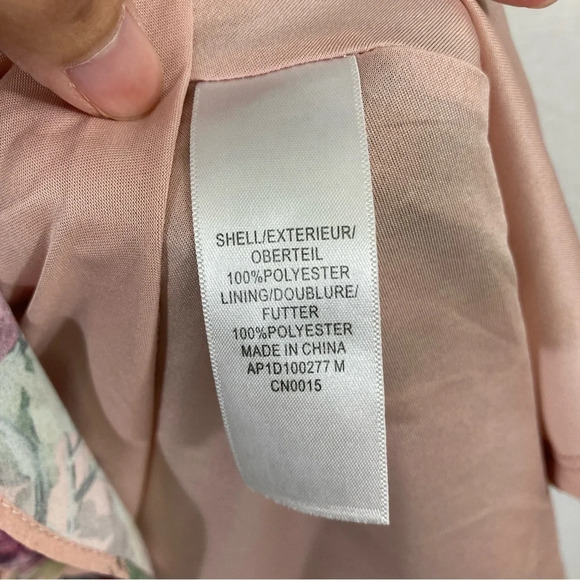 SHELL/EXTERIEUR/
OBERTEIL
100%POLYESTER
LINING/DOUBLURE/
FUTTER
100%POLYESTER
MADE IN CHINA
AP1D100277 M
CN0015